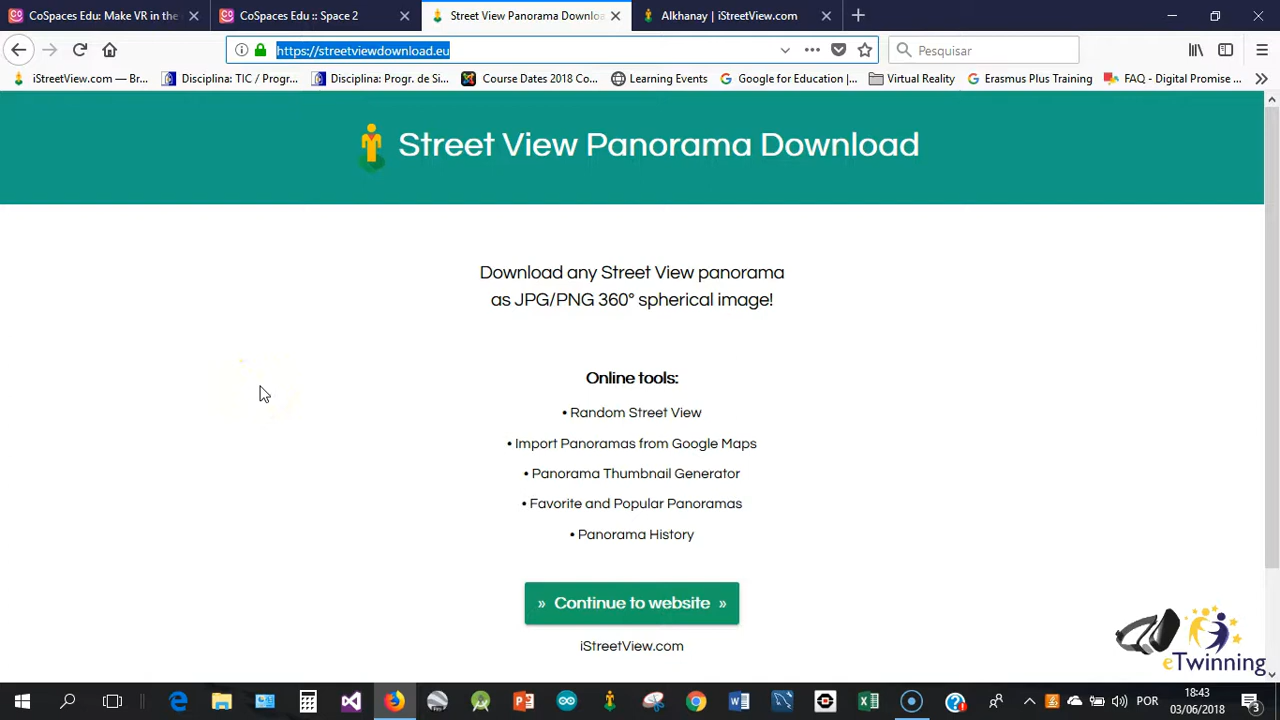 CoSpaces Edu: Make VR in the
CoSpaces Edu :: Space 2
Street View Panorama Downloa
Alkhanay | iStreetView.com
https://streetviewdownload.eu
Pesquisar
iStreetView.com — Br...
Disciplina: TIC / Progr...
Disciplina: Progr. de Si...
Course Dates 2018 Co...
Learning Events
Google for Education |...
Virtual Reality
Erasmus Plus Training
FAQ - Digital Promise ...
Street View Panorama Download
Download any Street View panorama
as JPG/PNG 360° spherical image!
Online tools:
• Random Street View
• Import Panoramas from Google Maps
• Panorama Thumbnail Generator
• Favorite and Popular Panoramas
• Panorama History
» Continue to website »
iStreetView.com
eTwinning
POR
18:43
03/06/2018
3